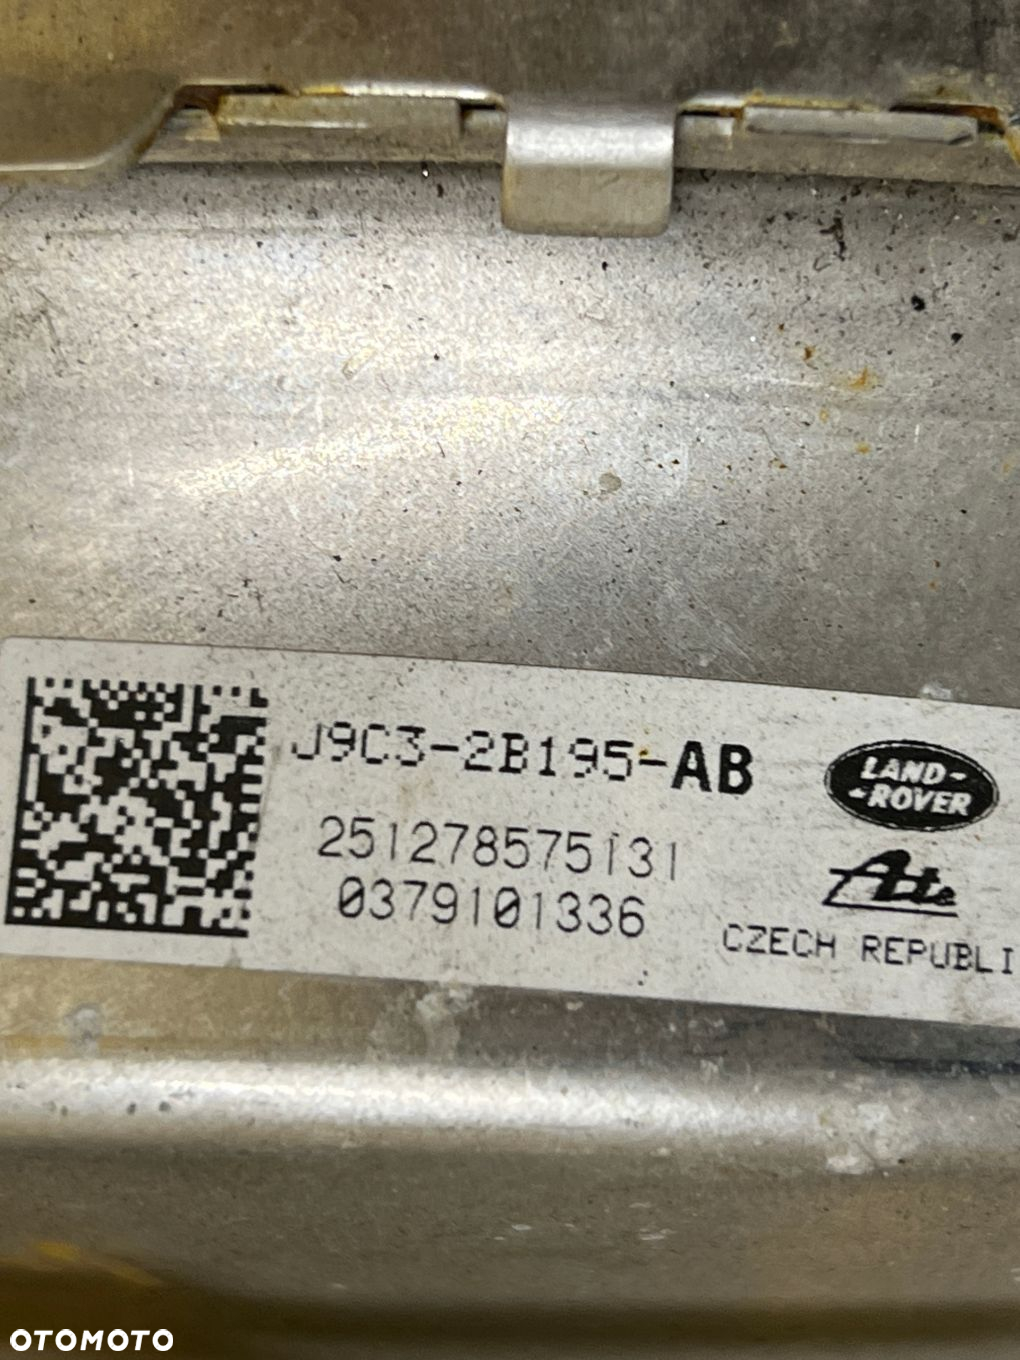 J9C3-2B195-AB
LAND-
-ROVER
251278575131
Ate
0379101336
CZECH REPUBLI
OTOMOTO